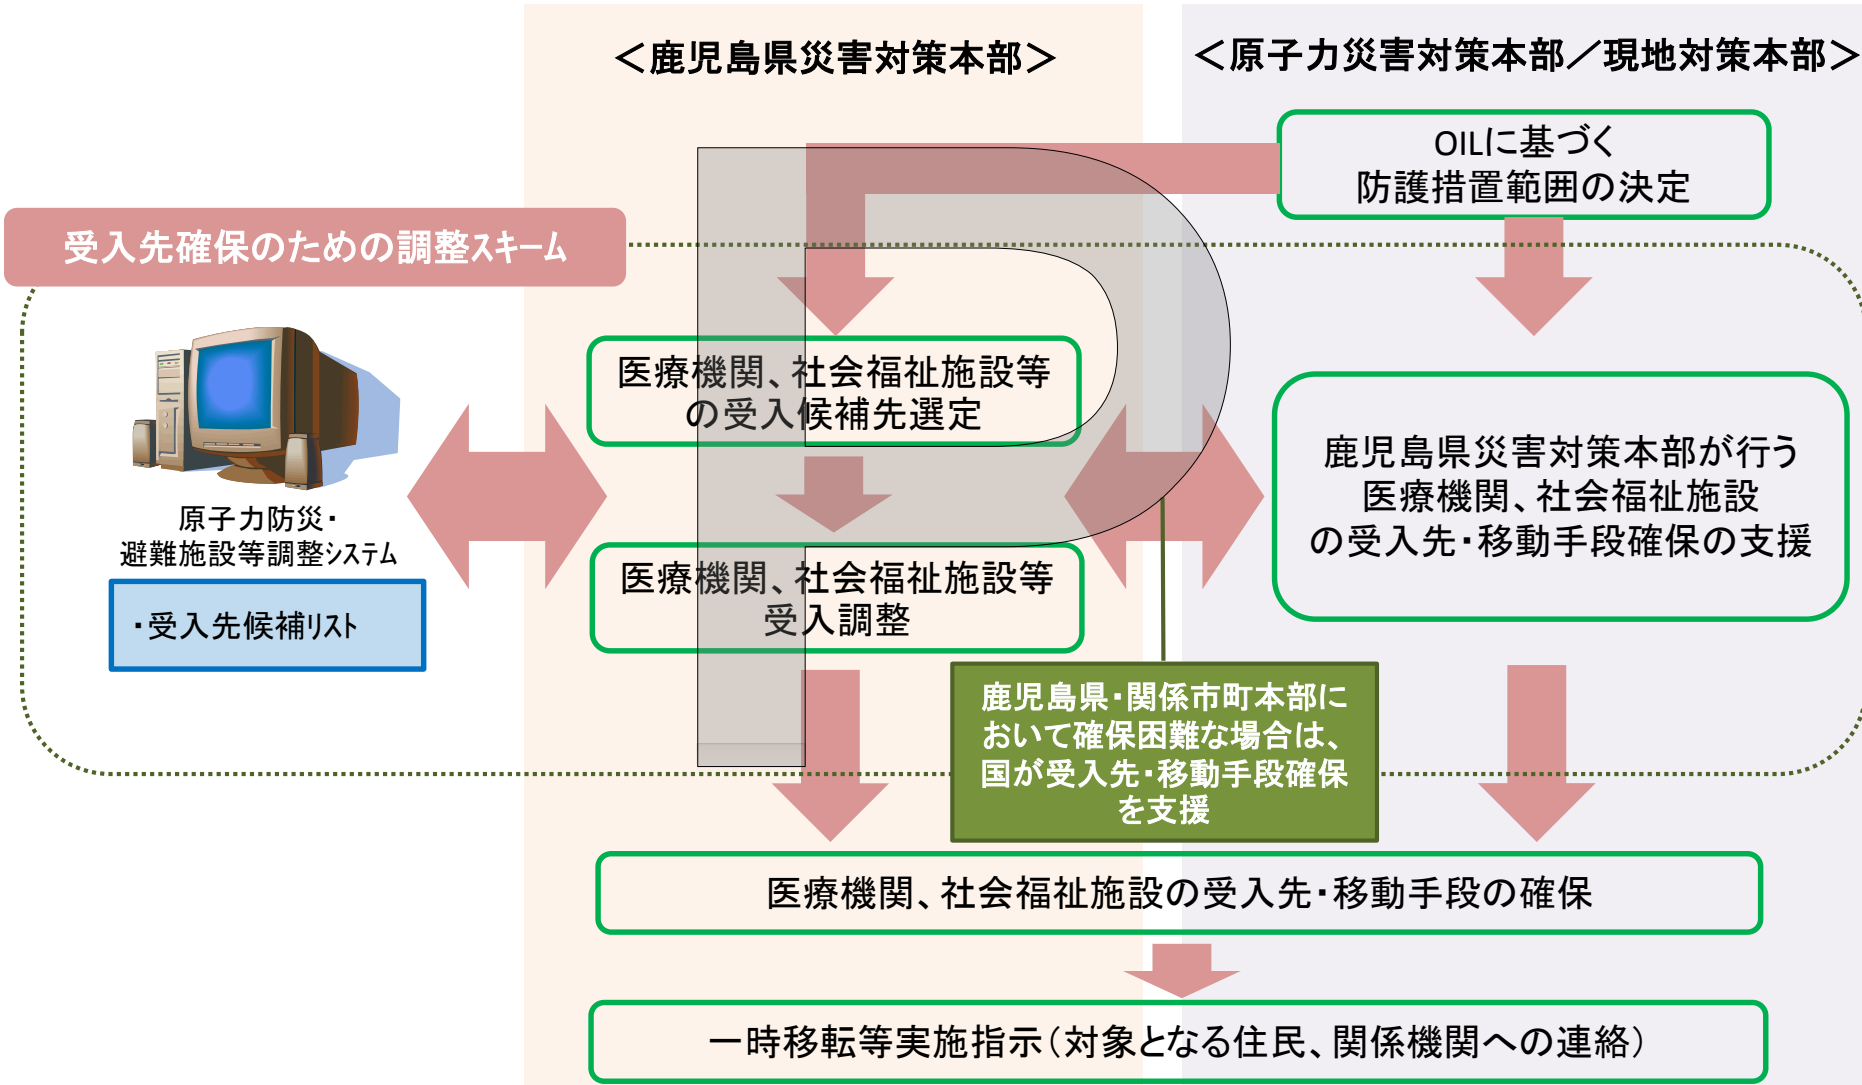 ＜鹿児島県災害対策本部＞
＜原子力災害対策本部／現地対策本部＞
OILに基づく
防護措置範囲の決定
受入先確保のための調整スキーム
医療機関、社会福祉施設等
の受入候補先選定
鹿児島県災害対策本部が行う
医療機関、社会福祉施設
の受入先・移動手段確保の支援
原子力防災・
避難施設等調整システム
・受入先候補リスト
医療機関、社会福祉施設等
受入調整
鹿児島県・関係市町本部に
おいて確保困難な場合は、
国が受入先・移動手段確保
を支援
医療機関、社会福祉施設の受入先・移動手段の確保
一時移転等実施指示（対象となる住民、関係機関への連絡）
P